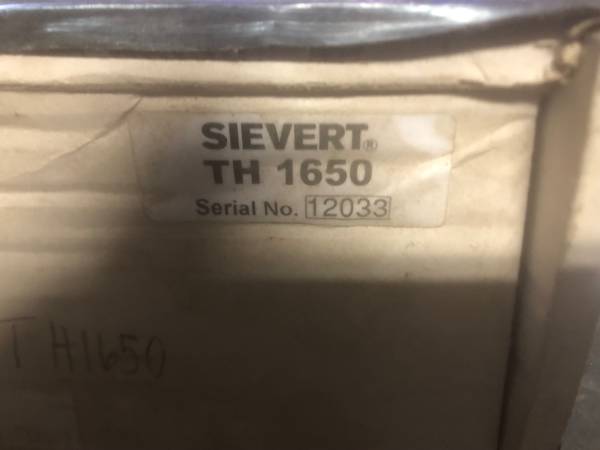 SIEVERT®
TH 1650
Serial No. 12033
TH1650